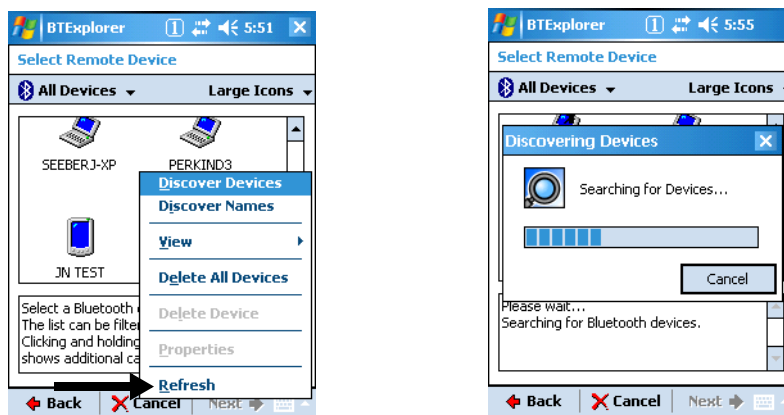 BTExplorer 1 5:51
Select Remote Device
All Devices Large Icons
SEEBERJ-XP PERKIND3
Discover Devices
Discover Names
View
JN TEST
Delete All Devices
Delete Device
Properties
Refresh
Select a Bluetooth
The list can be filte
Clicking and holding
shows additional ca
Back Cancel Next
BTExplorer 1 5:55
Select Remote Device
All Devices Large Icons
Discovering Devices
Searching for Devices...
Cancel
Please wait...
Searching for Bluetooth devices.
Back Cancel Next